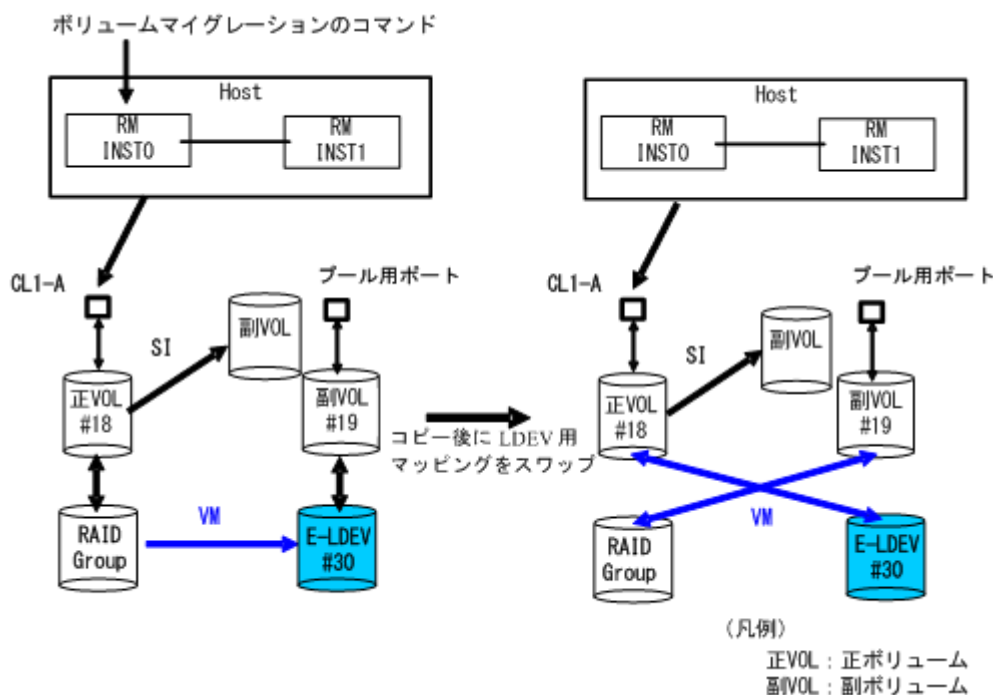 ボリュームマイグレーションのコマンド
Host
RM
INST0
RM
INST1
CL1-A
プール用ポート
SI
副VOL
正VOL
#18
副VOL
#19
RAID
Group
VM
E-LDEV
#30
コピー後に LDEV 用
マッピングをスワップ
Host
RM
INST0
RM
INST1
CL1-A
プール用ポート
SI
副VOL
正VOL
#18
副VOL
#19
VM
RAID
Group
E-LDEV
#30
(凡例)
正VOL : 正ボリューム
副VOL : 副ボリューム